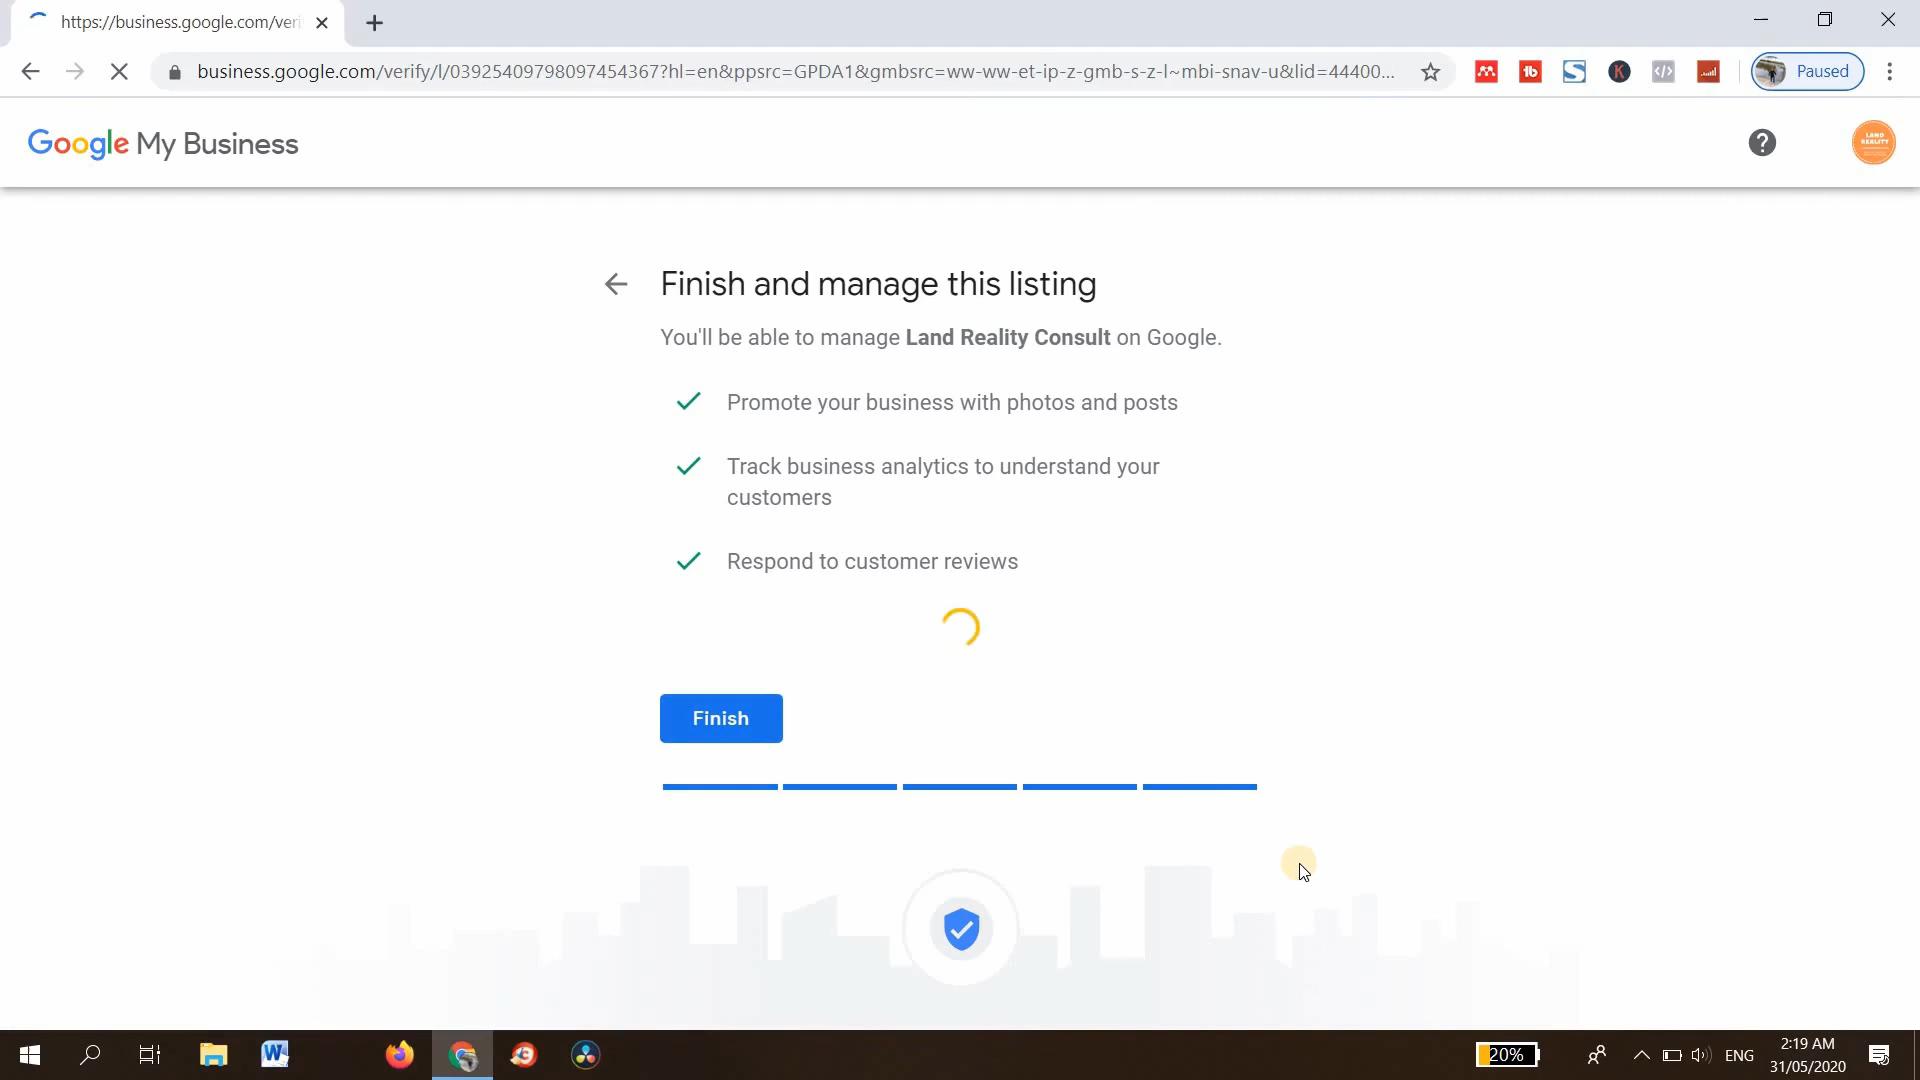 https://business.google.com/veri
business.google.com/verify/l/03925409798097454367?hl=en&ppsrc=GPDA1&gmbsrc=ww-ww-et-ip-z-gmb-s-z-l~mbi-snav-u&lid=44400...
Paused
Google My Business
LAND
REALITY
Finish and manage this listing
You'll be able to manage Land Reality Consult on Google.
Promote your business with photos and posts
Track business analytics to understand your
customers
Respond to customer reviews
Finish
20%
ENG
2:19 AM
31/05/2020